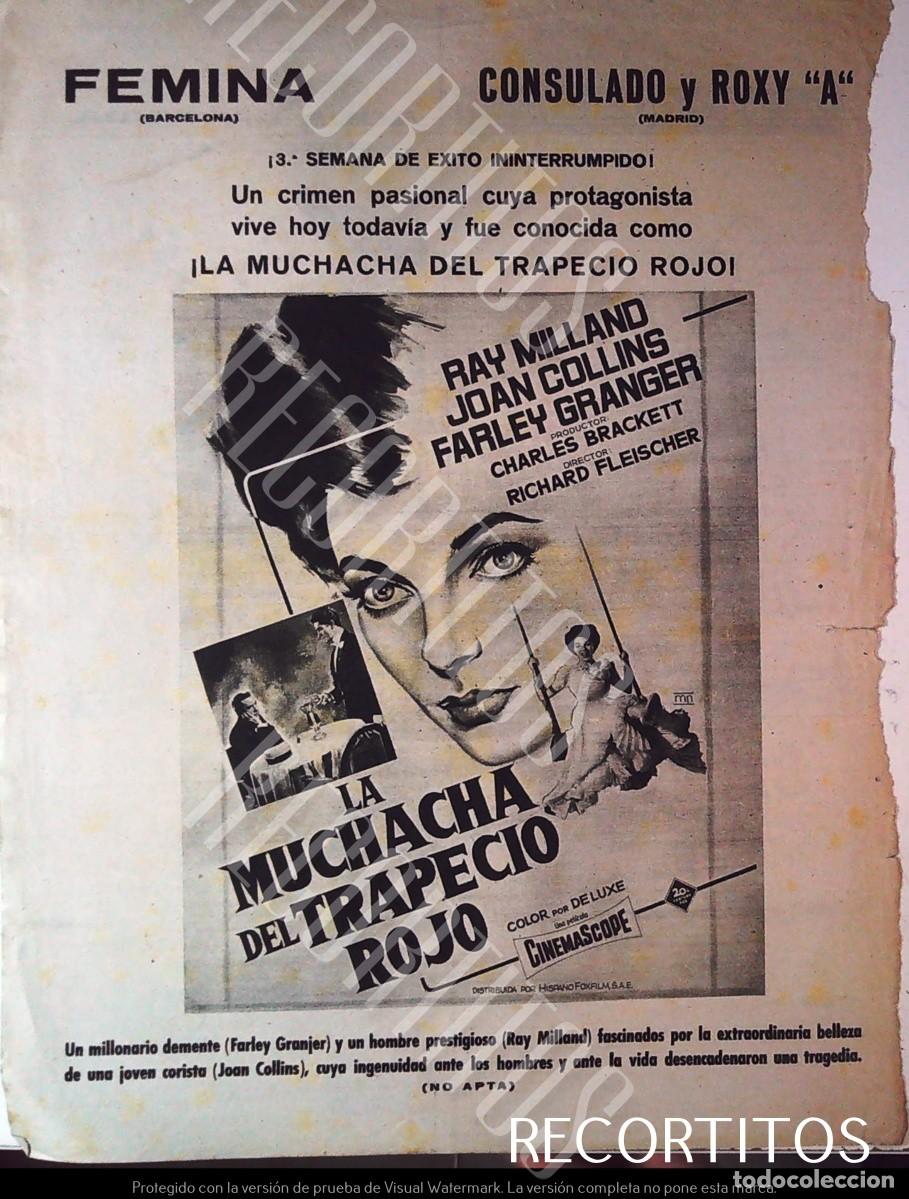 FEMINA
(BARCELONA)
CONSULADO y ROXY "A"
(MADRID)
¡3.ª SEMANA DE EXITO ININTERRUMPIDO!
Un crimen pasional cuya protagonista
vive hoy todavía y fue conocida como
¡LA MUCHACHA DEL TRAPECIO ROJO!
RAY MILLAND
JOAN COLLINS
FARLEY GRANGER
PRODUCTOR:
CHARLES BRACKETT
DIRECTOR:
RICHARD FLEISCHER
mp
LA
MUCHACHA
DEL TRAPECIO
ROJO
COLOR POR DE LUXE
Una película
CINEMASCOPE
20
DISTRIBUIDA POR HISPANO FOXFILM, S.A.E.
Un millonario demente (Farley Granjer) y un hombre prestigioso (Ray Milland) fascinados por la extraordinaria belleza
de una joven corista (Joan Collins), cuya ingenuidad ante los hombres y ante la vida desencadenaron una tragedia.
(NO APTA)
RECORTITOS
RECORTITOS
RECORTITOS
RECORTITOS
todocoleccion
Protegido con la versión de prueba de Visual Watermark. La versión completa no pone esta marca.